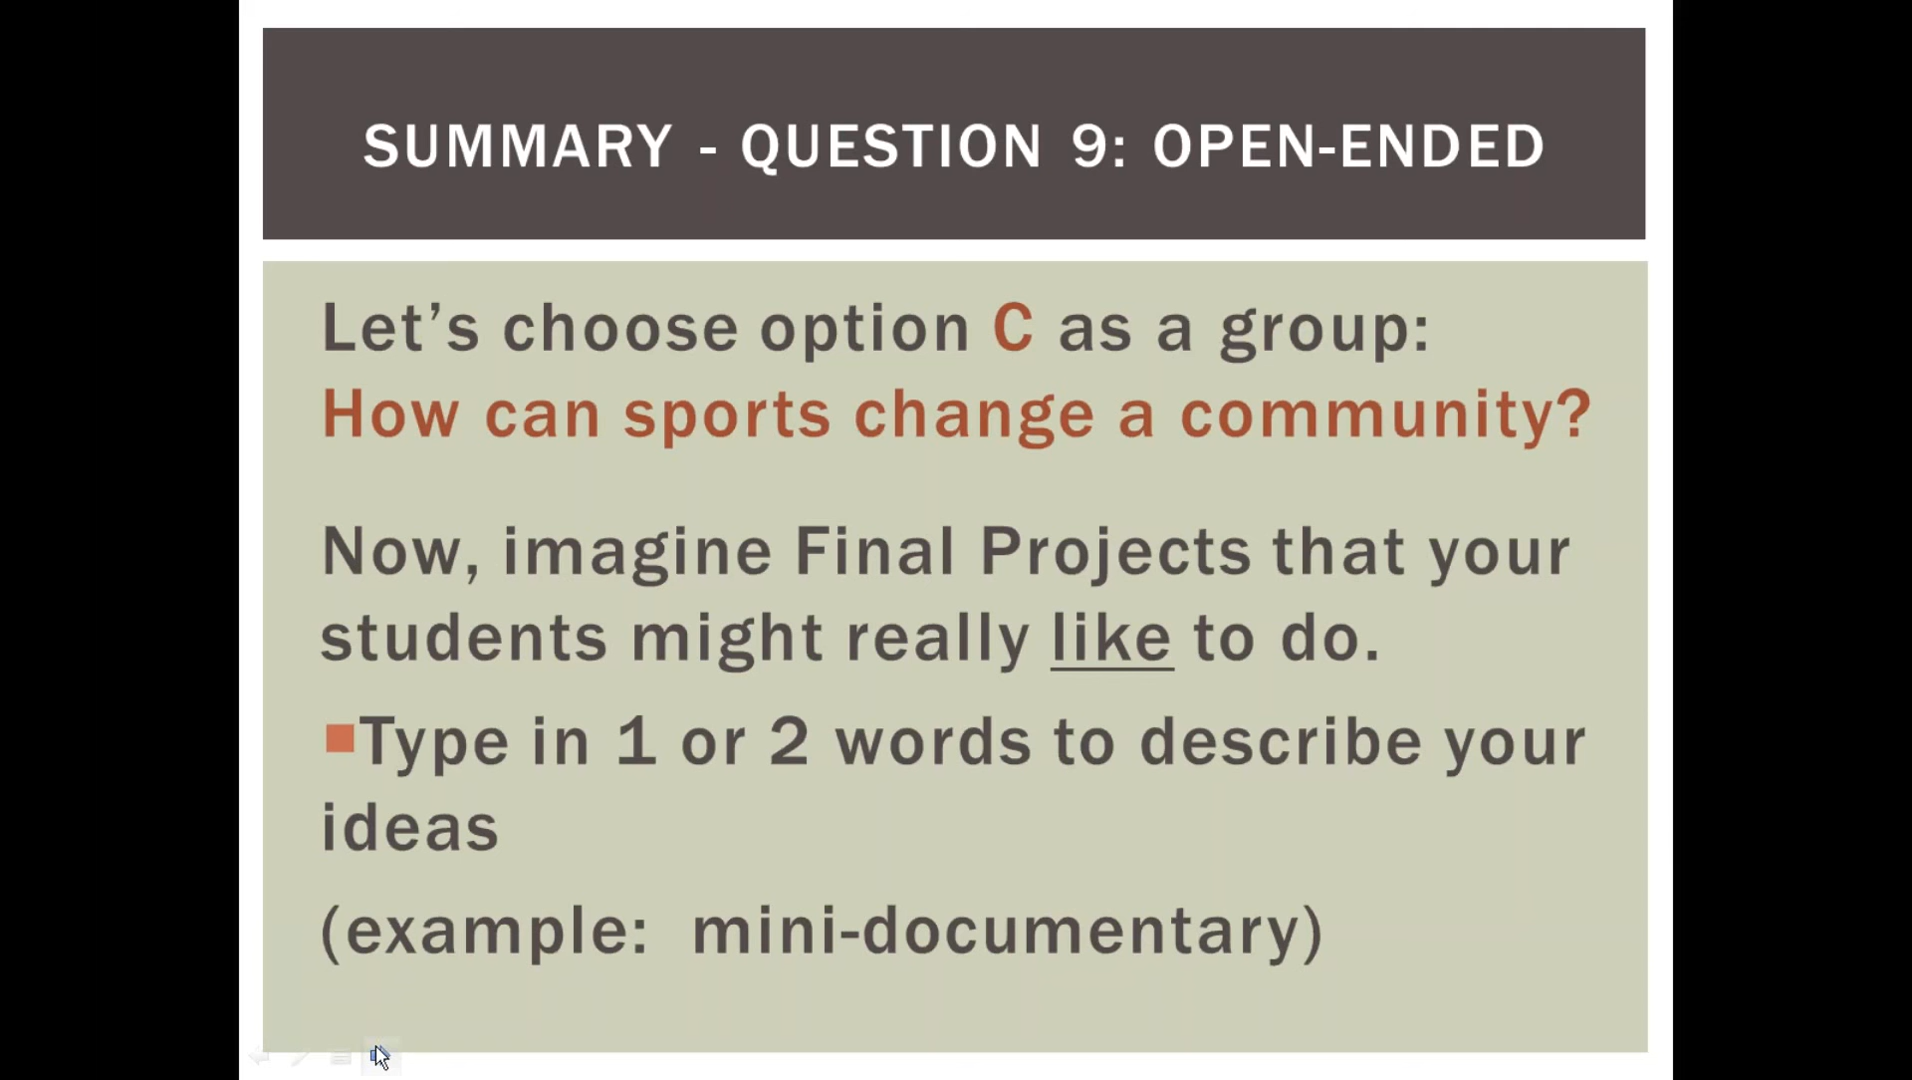 SUMMARY - QUESTION 9: OPEN-ENDED
Let’s choose option C as a group:
How can sports change a community?
Now, imagine Final Projects that your
students might really like to do.
Type in 1 or 2 words to describe your
ideas
(example: mini-documentary)